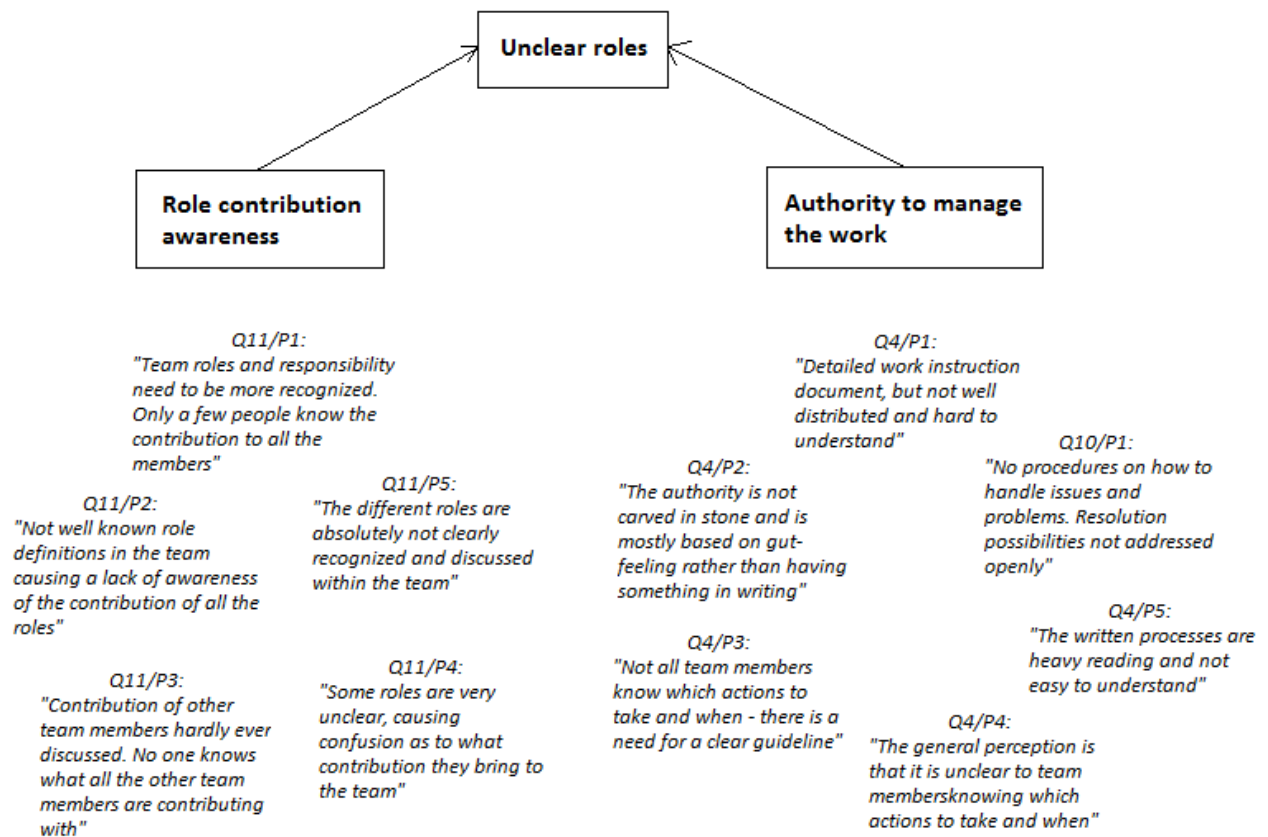 Unclear roles
Role contribution
awareness
Authority to manage
the work
Q11/P1:
"Team roles and responsibility
need to be more recognized.
Only a few people know the
contribution to all the
members"
Q11/P2:
"Not well known role
definitions in the team
causing a lack of awareness
of the contribution of all the
roles"
Q11/P5:
"The different roles are
absolutely not clearly
recognized and discussed
within the team"
Q11/P3:
"Contribution of other
team members hardly ever
discussed. No one knows
what all the other team
members are contributing
with"
Q11/P4:
"Some roles are very
unclear, causing
confusion as to what
contribution they bring to
the team"
Q4/P1:
"Detailed work instruction
document, but not well
distributed and hard to
understand"
Q10/P1:
"No procedures on how to
handle issues and
problems. Resolution
possibilities not addressed
openly"
Q4/P2:
"The authority is not
carved in stone and is
mostly based on gut-
feeling rather than having
something in writing"
Q4/P5:
"The written processes are
heavy reading and not
easy to understand"
Q4/P3:
"Not all team members
know which actions to
take and when - there is a
need for a clear guideline"
Q4/P4:
"The general perception is
that it is unclear to team
membersknowing which
actions to take and when"